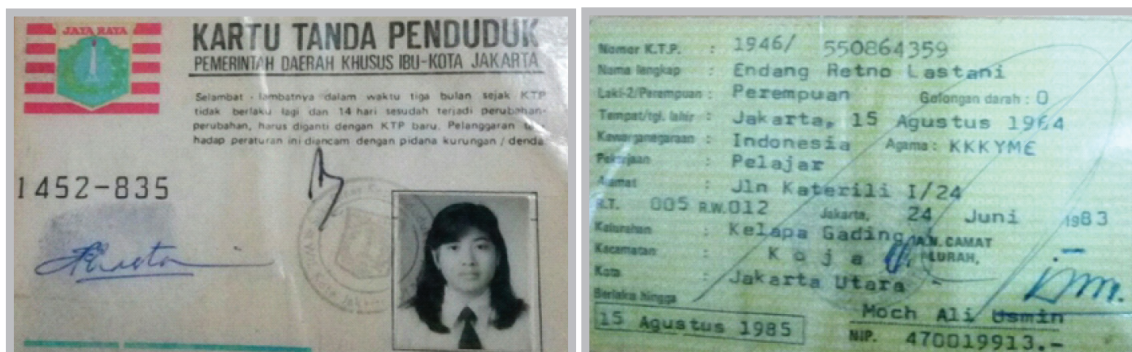 JAYA RAYA
KARTU TANDA PENDUDUK
PEMERINTAH DAERAH KHUSUS IBU-KOTA JAKARTA
Selambat-lambatnya dalam waktu tiga bulan sejak KTP
tidak berlaku lagi dan 14 hari sesudah terjadi perubahan-
perubahan, harus diganti dengan KTP baru. Pelanggaran
hadap peraturan ini diancam dengan pidana kurungan / denda
1452-835
Nomor K.T.P. : 1946/ 550864359
Nama lengkap : Endang Retno Lastani
Laki-2/Perempuan : Perempuan Golongan darah : O
Tempat/tgl. lahir : Jakarta, 15 Agustus 1964
Kewarganegaraan : Indonesia Agama : KKKYME
Pekerjaan : Pelajar
Alamat : Jln Katerili I/24
R.T. 005 R.W. 012 Jakarta, 24 Juni 1983
Kelurahan : Kelapa Gading A.N. CAMAT
Kecamatan : Koja LURAH,
Kota : Jakarta Utara
Berlaku hingga
15 Agustus 1985 Moch Ali Usmin
NIP. 470019913.-